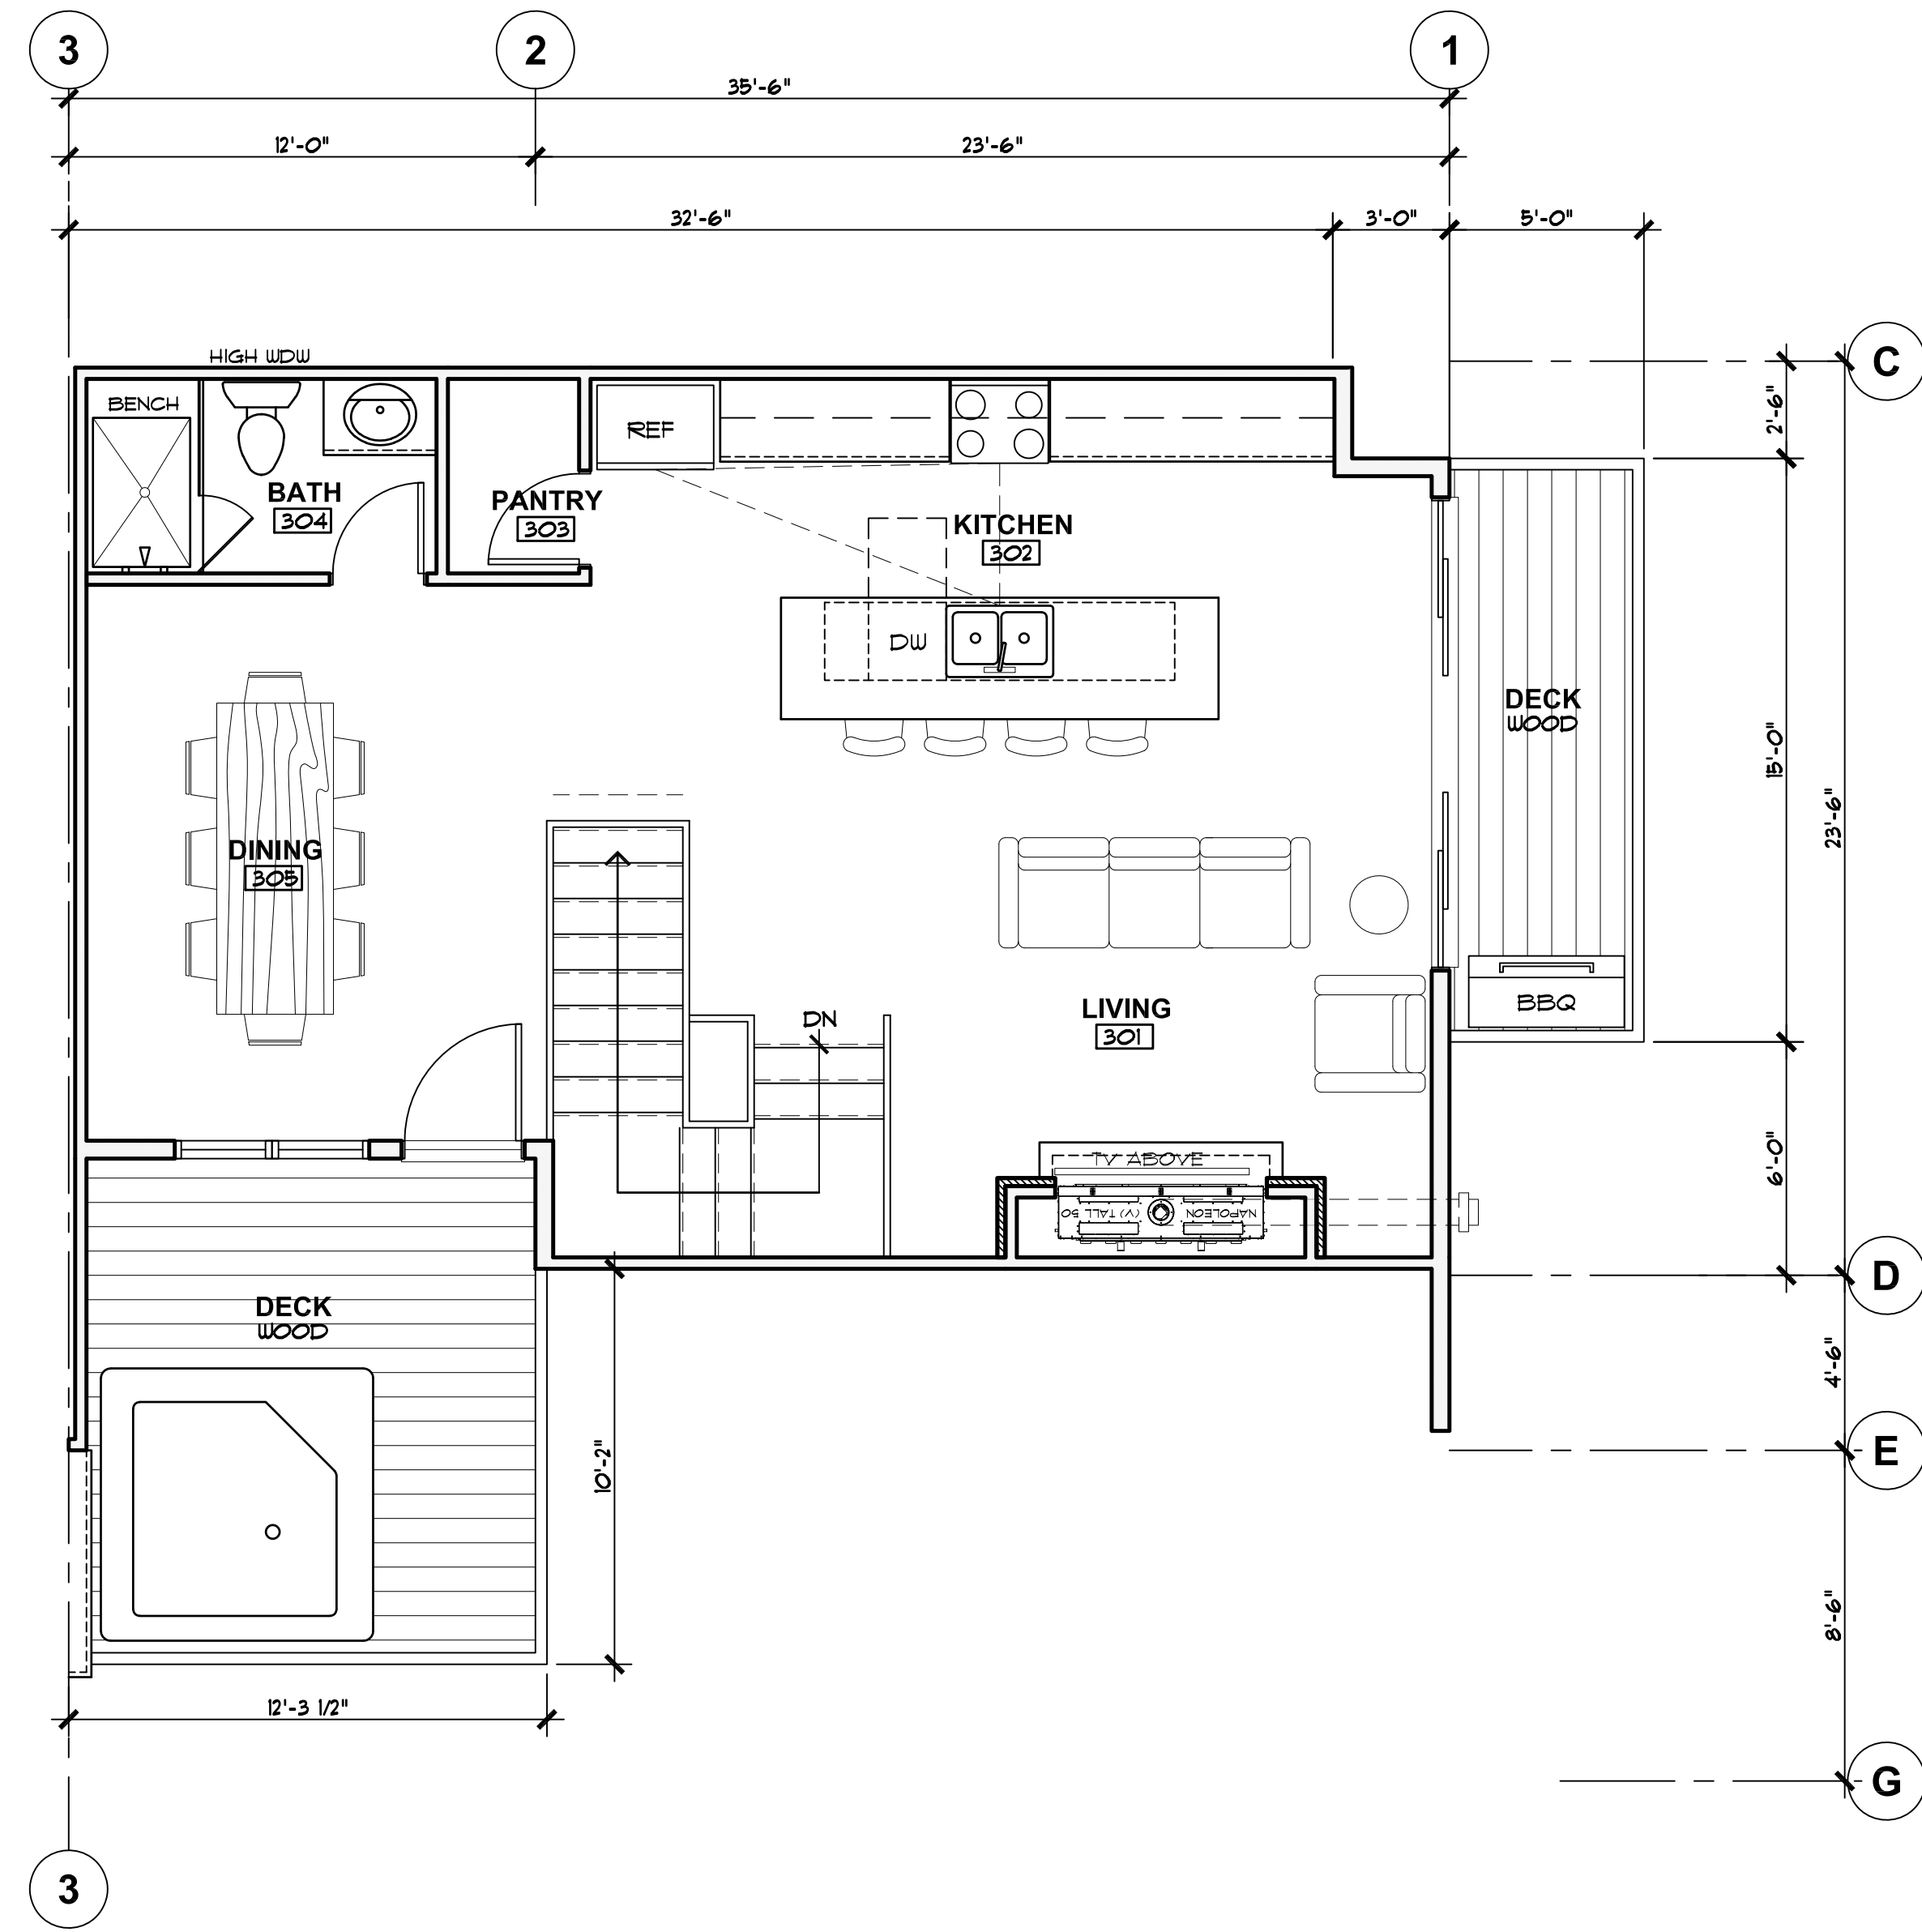 3
2
1
35'-6"
12'-0"
23'-6"
32'-6"
3'-0"
5'-0"
HIGH WDW
C
BENCH
2'-6"
REF
BATH
304
PANTRY
303
KITCHEN
302
DW
DECK
WOOD
15'-0"
23'-6"
DINING
305
BBQ
LIVING
301
DN
TV ABOVE
6'-0"
NAPOLEON
(V) TALL 50
D
DECK
WOOD
4'-6"
10'-2"
E
8'-6"
12'-3 1/2"
G
3